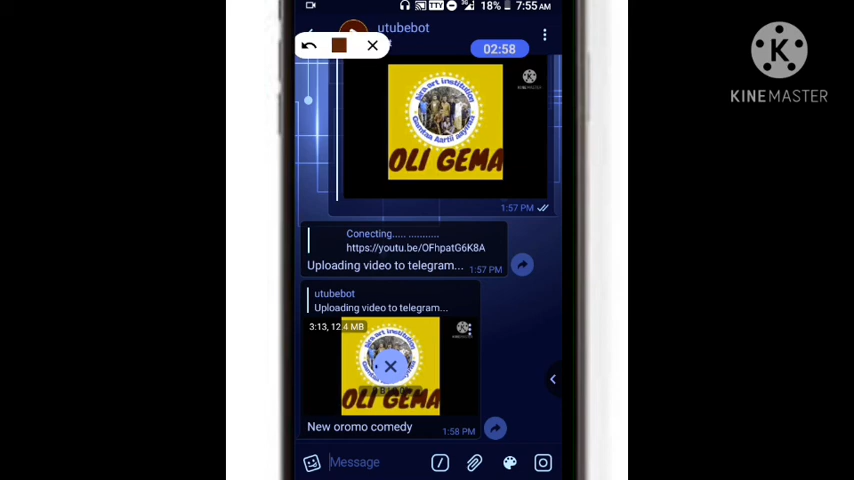 18% 7:55 AM
utubebot
02:58
KINEMASTER
OLI GEMA
1:57 PM
Conecting..... ...........
https://youtu.be/OFhpatG6K8A
Uploading video to telegram...
1:57 PM
utubebot
Uploading video to telegram...
3:13, 12.4 MB
OLI GEMA
New oromo comedy
1:58 PM
Message